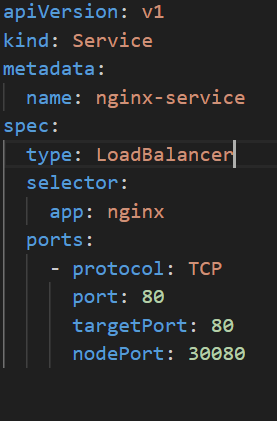 apiVersion: v1
kind: Service
metadata:
  name: nginx-service
spec:
  type: LoadBalancer
  selector:
    app: nginx
  ports:
    - protocol: TCP
      port: 80
      targetPort: 80
      nodePort: 30080